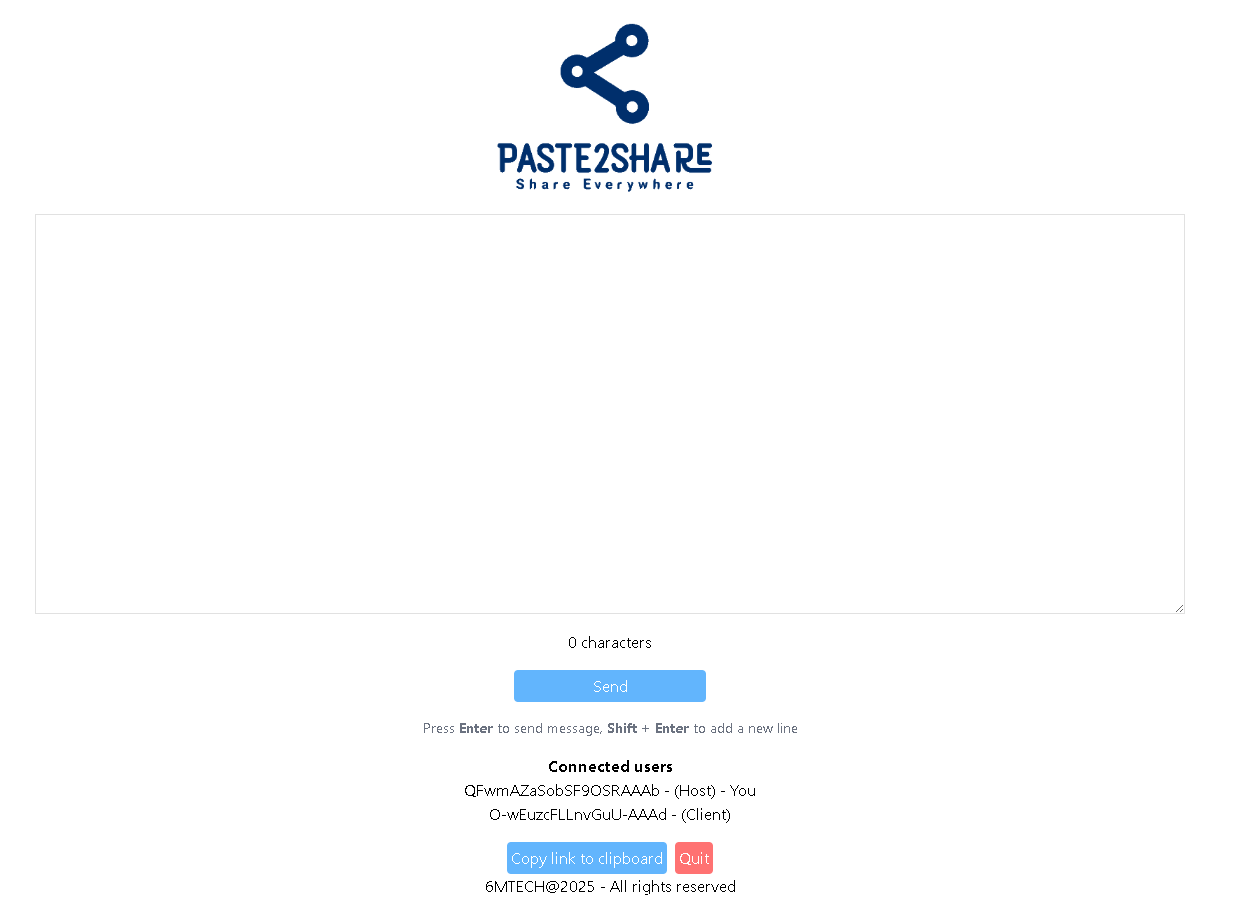 PASTE2SHARE
Share Everywhere
0 characters
Send
Press Enter to send message, Shift + Enter to add a new line
Connected users
QFwmAZaSobSF9OSRAAAb - (Host) - You
O-wEuzcFLLnvGuU-AAAd - (Client)
Copy link to clipboard Quit
6MTECH@2025 - All rights reserved